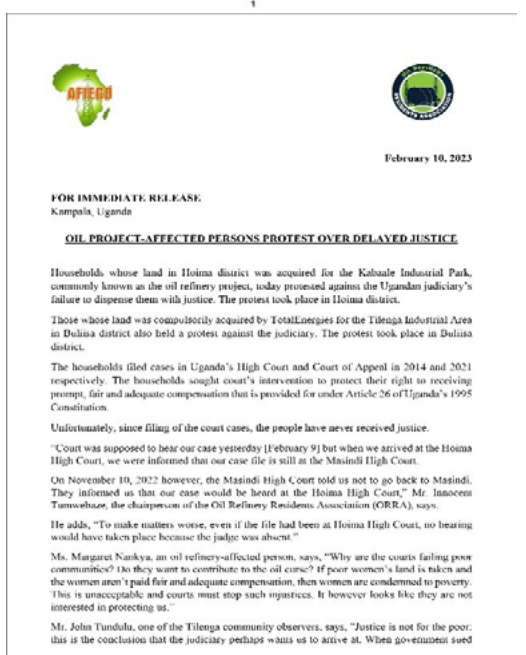 1
AFIEGO
February 10, 2023
FOR IMMEDIATE RELEASE
Kampala, Uganda
OIL PROJECT-AFFECTED PERSONS PROTEST OVER DELAYED JUSTICE
Households whose land in Hoima district was acquired for the Kabaale Industrial Park,
commonly known as the oil refinery project, today protested against the Ugandan judiciary's
failure to dispense them with justice. The protest took place in Hoima district.
Those whose land was compulsorily acquired by TotalEnergies for the Tilenga Industrial Area
in Buliisa district also held a protest against the judiciary. The protest took place in Buliisa
district.
The households filed cases in Uganda's High Court and Court of Appeal in 2014 and 2021
respectively. The households sought court's intervention to protect their right to receiving
prompt, fair and adequate compensation that is provided for under Article 26 of Uganda's 1995
Constitution.
Unfortunately, since filing of the court cases, the people have never received justice.
"Court was supposed to hear our case yesterday [February 9] but when we arrived at the Hoima
High Court, we were informed that our case file is still at the Masindi High Court.
On November 10, 2022 however, the Masindi High Court told us not to go back to Masindi.
They informed us that our case would be heard at the Hoima High Court," Mr. Innocent
Tumwebaze, the chairperson of the Oil Refinery Residents Association (ORRA), says.
He adds, "To make matters worse, even if the file had been at Hoima High Court, no hearing
would have taken place because the judge was absent."
Ms. Margaret Nankya, an oil refinery-affected person, says, "Why are the courts failing poor
communities? Do they want to contribute to the oil curse? If poor women's land is taken and
the women aren't paid fair and adequate compensation, then women are condemned to poverty.
This is unacceptable and courts must stop such injustices. It however looks like they are not
interested in protecting us."
Mr. John Tundulu, one of the Tilenga community observers, says, "Justice is not for the poor:
this is the conclusion that the judiciary perhaps wants us to arrive at. When government sued